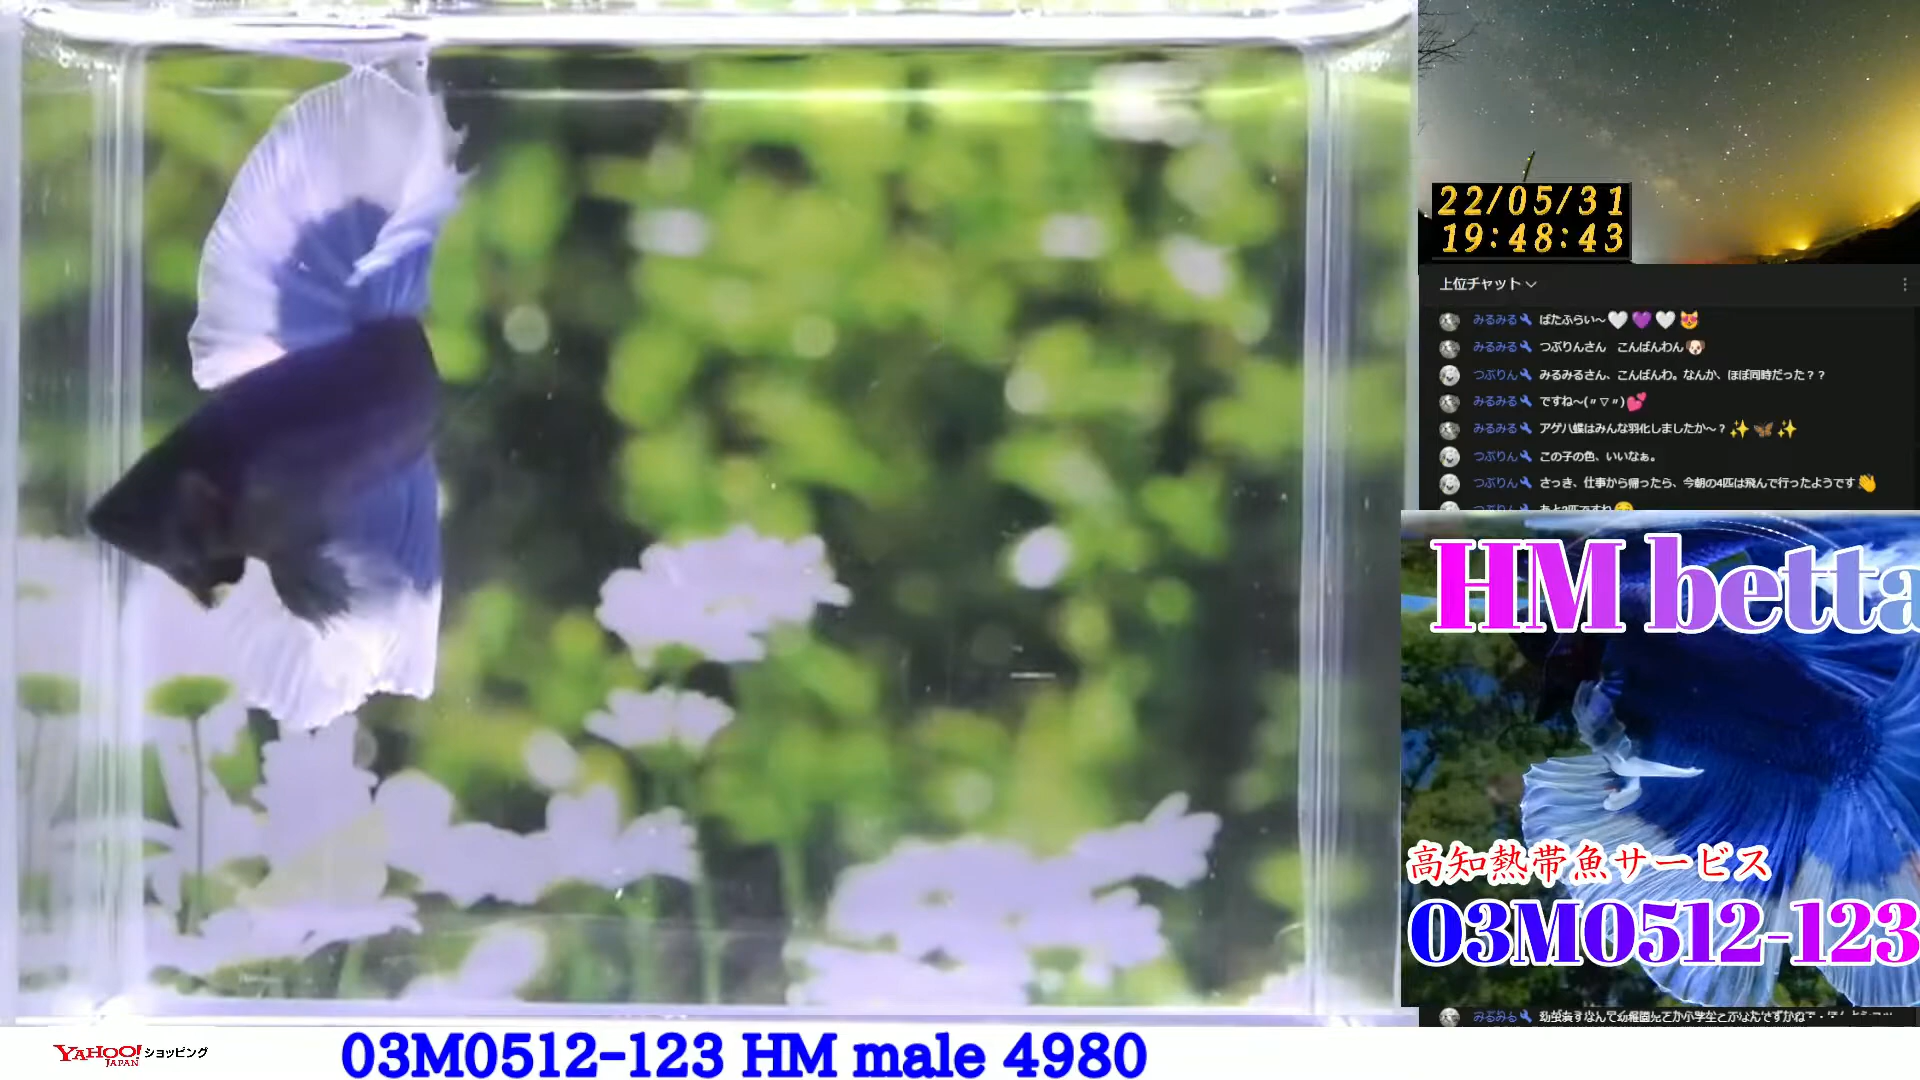 22/05/31
19:48:43
上位チャット
みるみる ばたふらい〜🤍💜🤍😻
みるみる つぶりんさん こんばんわん🐶
つぶりん みるみるさん、こんばんわ。なんか、ほぼ同時だった？？
みるみる ですね〜(〃▽〃)💕
みるみる アゲハ蝶はみんな羽化しましたか〜？✨🦋✨
つぶりん この子の色、いいなぁ。
つぶりん さっき、仕事から帰ったら、今朝の4匹は飛んで行ったようです👏
HM betta
高知熱帯魚サービス
03M0512-123
YAHOO! ショッピング
JAPAN
03M0512-123 HM male 4980